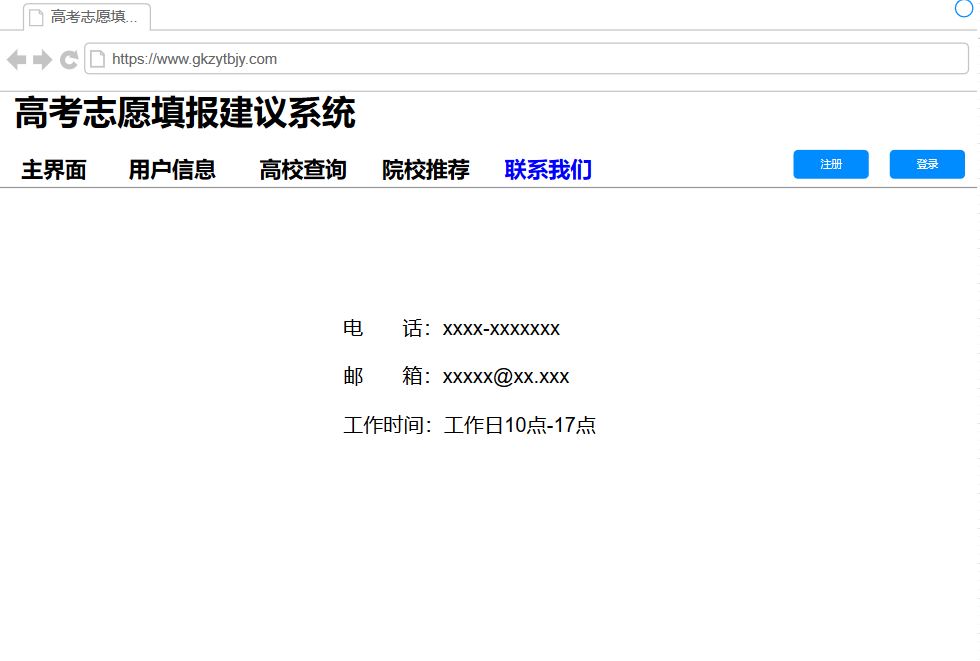 高考志愿填...
https://www.gkzytbjy.com
高考志愿填报建议系统
主界面 用户信息 高校查询 院校推荐 联系我们 注册 登录
电 话：xxxx-xxxxxxx
邮 箱：xxxxx@xx.xxx
工作时间：工作日10点-17点